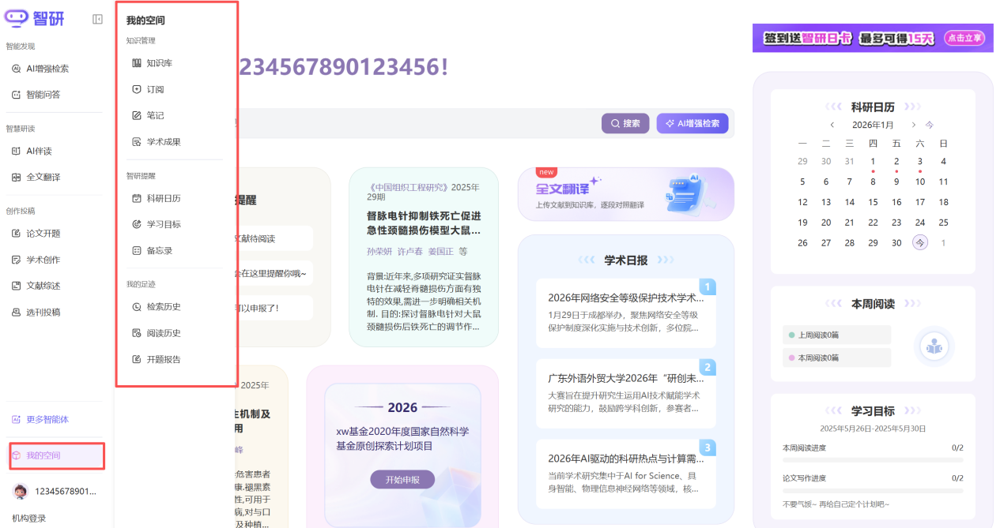 智研
智能发现
AI增强检索
智能问答
智慧研读
AI伴读
全文翻译
创作投稿
论文开题
学术创作
文献综述
选刊投稿
更多智能体
我的空间
12345678901...
机构登录
我的空间
知识管理
知识库
订阅
笔记
学术成果
智研提醒
科研日历
学习目标
备忘录
我的足迹
检索历史
阅读历史
开题报告
234567890123456!
搜索
AI增强检索
提醒
文献待阅读
会在这里提醒你哦~
可以申报了!
《中国组织工程研究》2025年
29期
督脉电针抑制铁死亡促进
急性颈髓损伤模型大鼠...
孙荣妍 许卢春 姜国正 等
背景:近年来,多项研究证实督脉
电针在减轻脊髓损伤方面有独
特的效果,需进一步明确相关机
制. 目的:探讨督脉电针对大鼠
颈髓损伤后铁死亡的调节作...
2025年
主机制及
用
峰
危害患者
康.褪黑素
性,可用于
病,对与口
及种植...
2026
xw基金2020年度国家自然科学
基金原创探索计划项目
开始申报
new
全文翻译
AI
上传文献到知识库，逐段对照翻译
学术日报
1
2026年网络安全等级保护技术学术...
1月29日于成都举办，聚焦网络安全等级
保护制度深化实施与技术创新，多位院...
2
广东外语外贸大学2026年“研创未...
大赛旨在提升研究生运用AI技术赋能学术
研究的能力，鼓励跨学科创新，参赛者...
3
2026年AI驱动的科研热点与计算需...
当前学术研究集中于AI for Science、具
身智能、物理信息神经网络等领域，核...
签到送智研日卡 最多可得15天 点击立享
科研日历
2026年1月 今
一 二 三 四 五 六 日
29 30 31 1 2 3 4
5 6 7 8 9 10 11
12 13 14 15 16 17 18
19 20 21 22 23 24 25
26 27 28 29 30 今 1
本周阅读
上周阅读0篇
本周阅读0篇
学习目标
2025年5月26日-2025年5月30日
本周阅读进度 0/2
论文写作进度 0/2
不要气馁~ 再给自己定个计划吧~